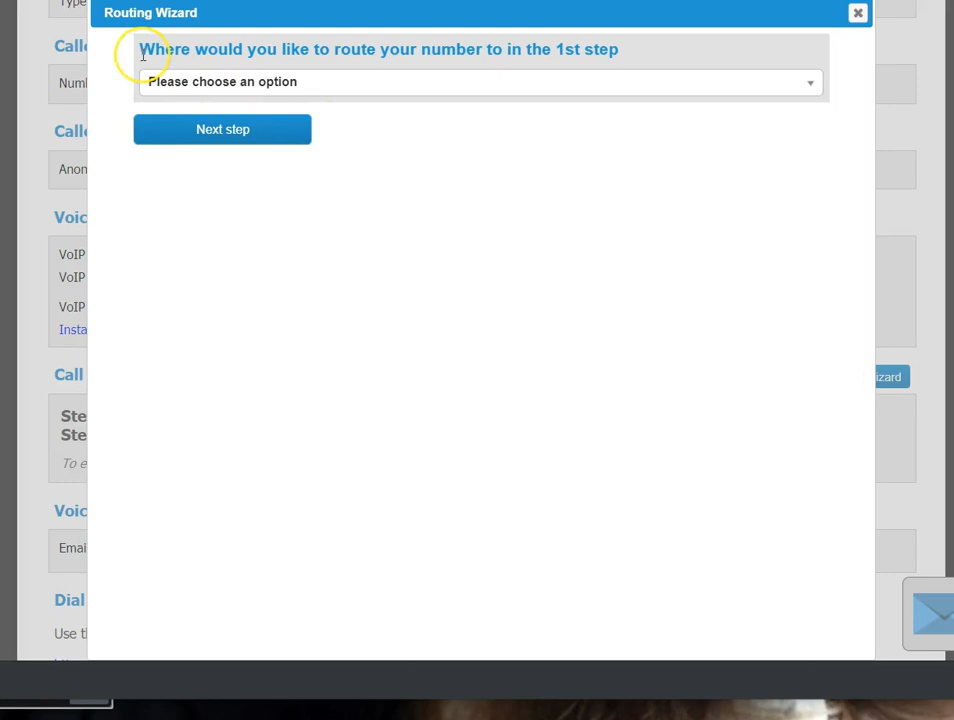 Type
Routing Wizard
Where would you like to route your number to in the 1st step
Please choose an option
Next step
Calle
Numb
Calle
Anon
Voic
VoIP
VoIP
VoIP
Insta
Call
izard
Ste
Ste
To e
Voic
Emai
Dial
Use th